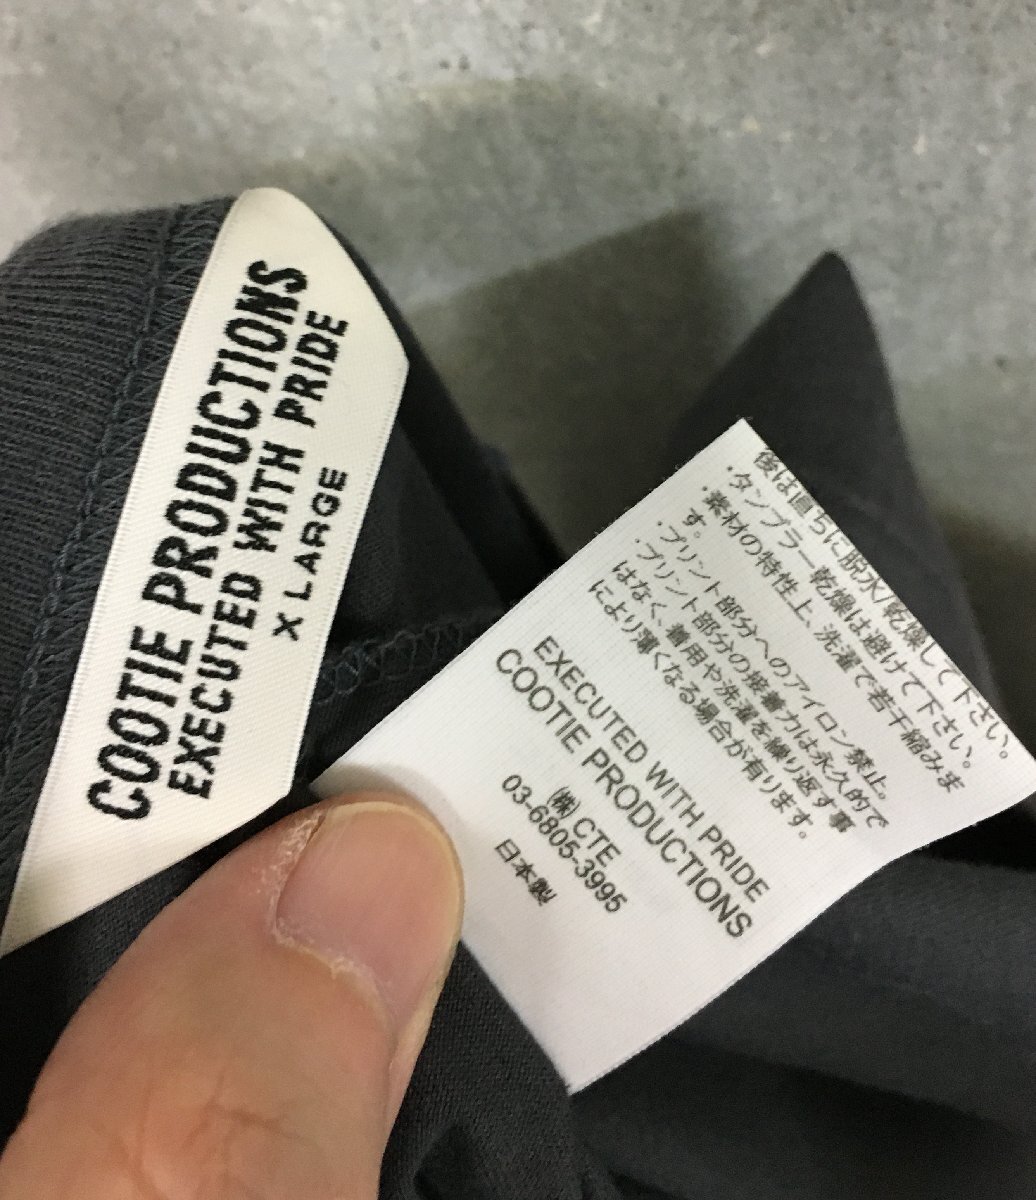 COOTIE PRODUCTIONS
EXECUTED WITH PRIDE
X LARGE
後は直ちに脱水/乾燥して下さい。
・タンブラー乾燥は避けて下さい。
・素材の特性上、洗濯で若干縮みま
す。
・プリント部分へのアイロン禁止。
・プリント部分の接着力は永久的で
はなく、着用や洗濯を繰り返す事
により薄くなる場合が有ります。
EXECUTED WITH PRIDE
COOTIE PRODUCTIONS
㈱ CTE
03-6805-3995
日本製